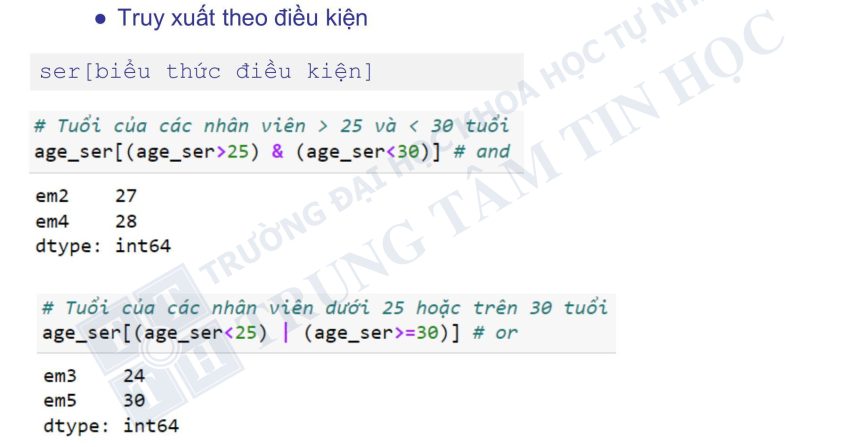 ● Truy xuất theo điều kiện
ser[biểu thức điều kiện]
# Tuổi của các nhân viên > 25 và < 30 tuổi
age_ser[(age_ser>25) & (age_ser<30)] # and
em2 27
em4 28
dtype: int64
# Tuổi của các nhân viên dưới 25 hoặc trên 30 tuổi
age_ser[(age_ser<25) | (age_ser>=30)] # or
em3 24
em5 30
dtype: int64
TRƯỜNG ĐẠI HỌC KHOA HỌC TỰ NHI
TRUNG TÂM TIN HỌC